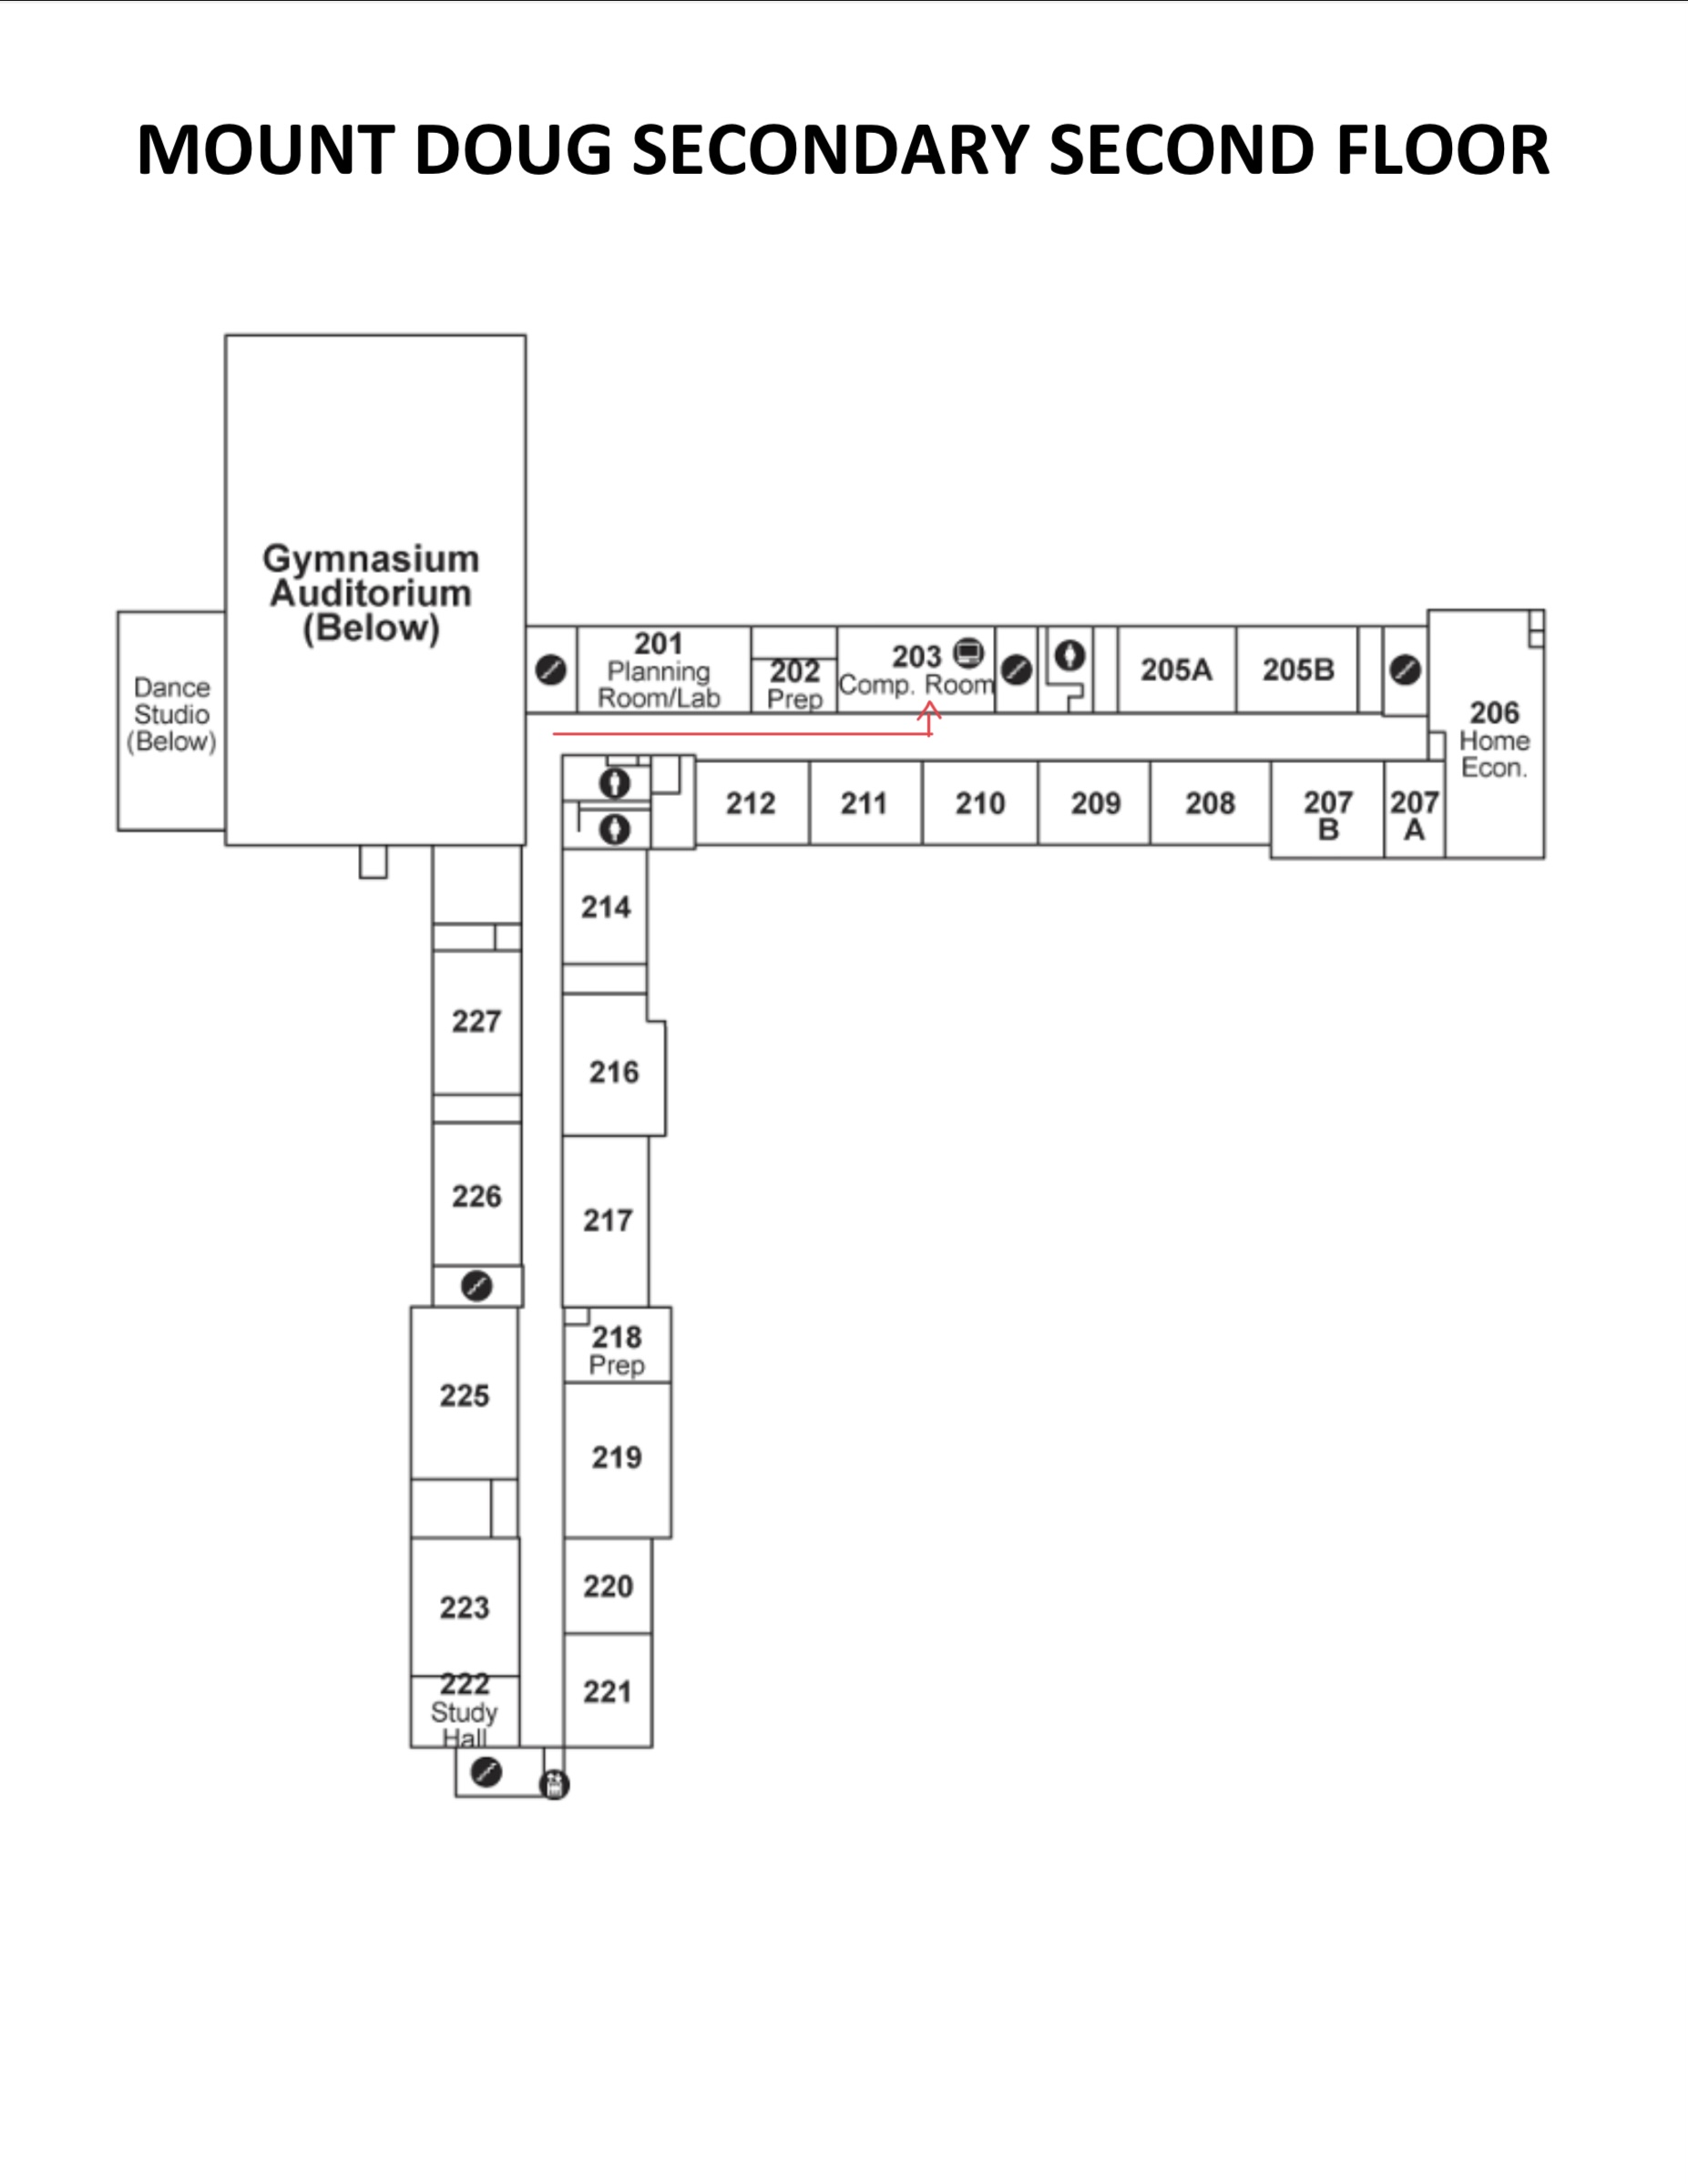 MOUNT DOUG SECONDARY SECOND FLOOR
Gymnasium
Auditorium
(Below)
Dance
Studio
(Below)
201
Planning
Room/Lab
202
Prep
203
Comp. Room
205A
205B
206
Home
Econ.
212
211
210
209
208
207
B
207
A
214
227
216
226
217
218
Prep
225
219
220
223
222
Study
Hall
221